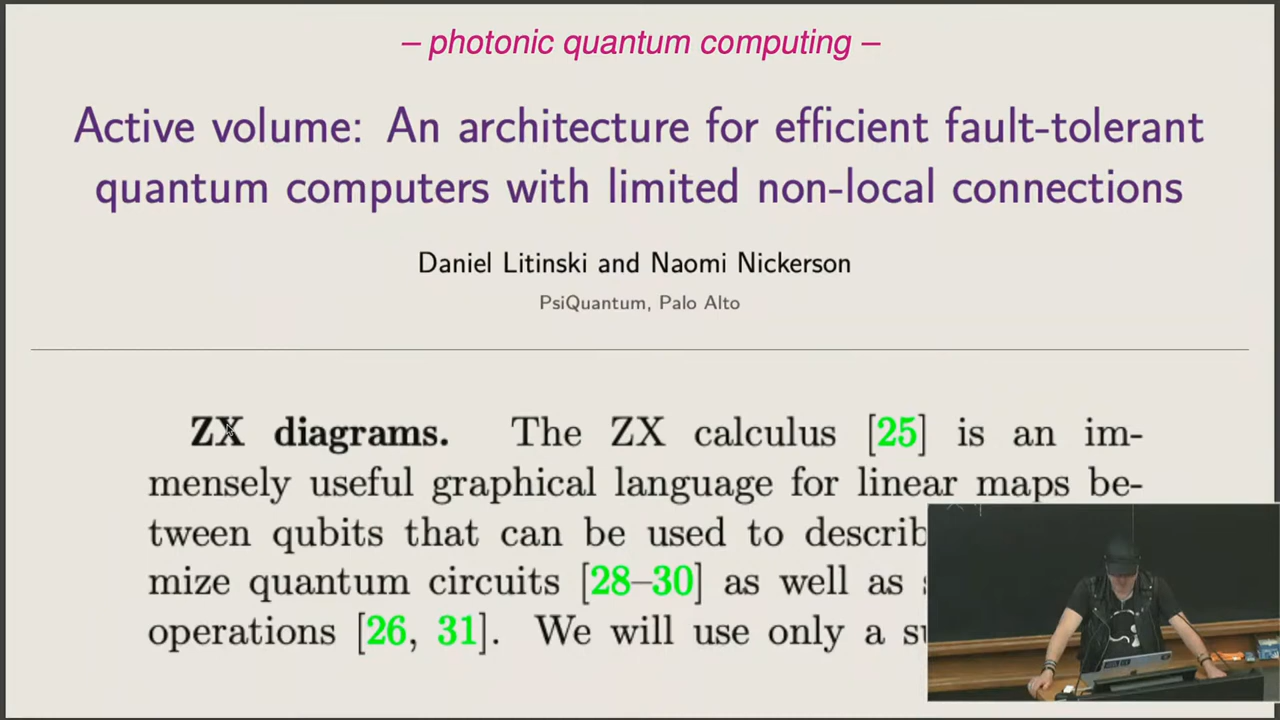 – photonic quantum computing –
Active volume: An architecture for efficient fault-tolerant
quantum computers with limited non-local connections
Daniel Litinski and Naomi Nickerson
PsiQuantum, Palo Alto
ZX diagrams. The ZX calculus [25] is an im-
mensely useful graphical language for linear maps be-
tween qubits that can be used to describ
mize quantum circuits [28–30] as well as
operations [26, 31]. We will use only a